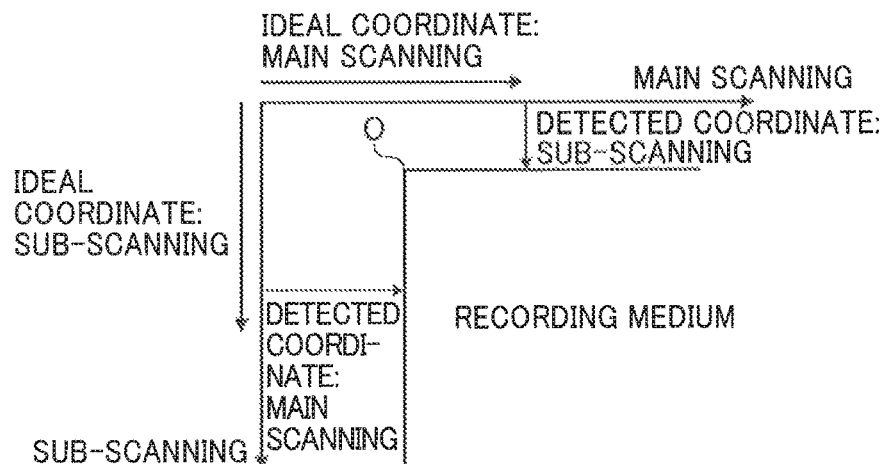 IDEAL COORDINATE:
MAIN SCANNING
MAIN SCANNING
O
DETECTED COORDINATE:
SUB-SCANNING
IDEAL
COORDINATE:
SUB-SCANNING
DETECTED
COORDI-
NATE:
MAIN
SCANNING
RECORDING MEDIUM
SUB-SCANNING